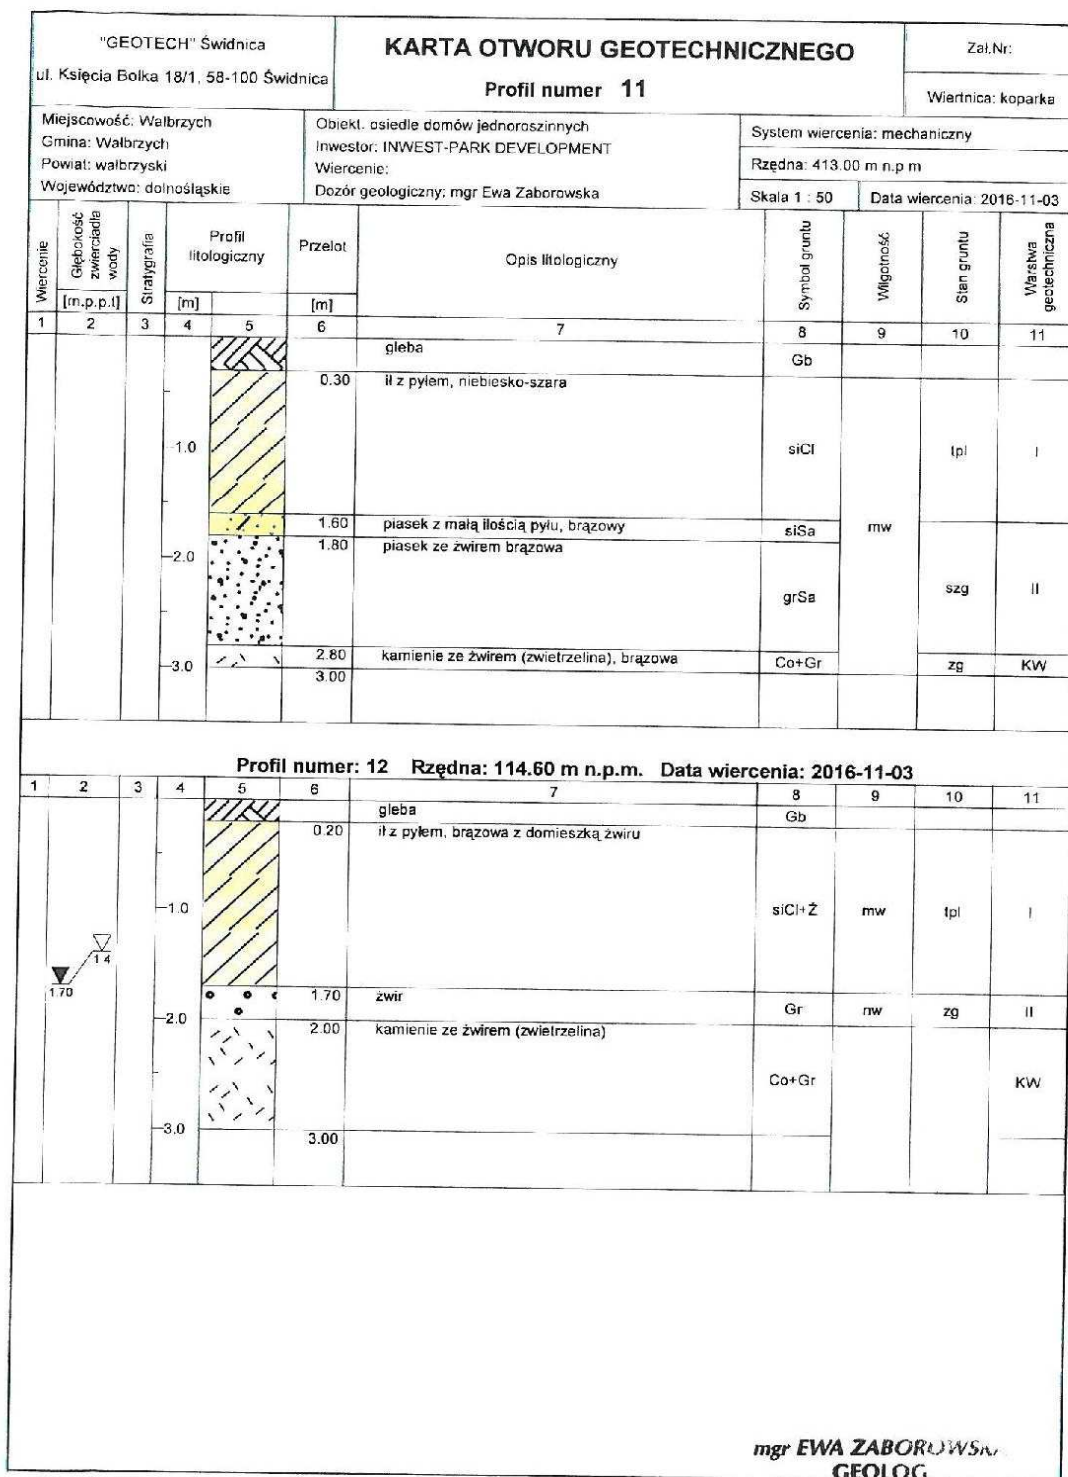 "GEOTECH" Świdnica
ul. Księcia Bolka 18/1, 58-100 Świdnica
KARTA OTWORU GEOTECHNICZNEGO
Profil numer 11
Zał.Nr:
Wiertnica: koparka
Miejscowość: Wałbrzych
Gmina: Wałbrzych
Powiat: wałbrzyski
Województwo: dolnośląskie
Obiekt. osiedle domów jednoroszinnych
Inwestor: INWEST-PARK DEVELOPMENT
Wiercenie:
Dozór geologiczny: mgr Ewa Zaborowska
System wiercenia: mechaniczny
Rzędna: 413.00 m n.p m
Skala 1 : 50 Data wiercenia: 2016-11-03
Wiercenie
Głębokość zwierciadła wody
[m.p.p.t]
Stratygrafia
Profil litologiczny
[m]
Przelot
[m]
Opis litologiczny
Symbol gruntu
Wilgotność
Stan gruntu
Warstwa geotechniczna
1 2 3 4 5 6 7 8 9 10 11
gleba Gb
0.30 ił z pyłem, niebiesko-szara
1.0 siCl tpl I
1.60 piasek z małą ilością pyłu, brązowy siSa mw
1.80 piasek ze żwirem brązowa
2.0 grSa szg II
2.80 kamienie ze żwirem (zwietrzelina), brązowa Co+Gr zg KW
3.0
3.00
Profil numer: 12 Rzędna: 114.60 m n.p.m. Data wiercenia: 2016-11-03
1 2 3 4 5 6 7 8 9 10 11
gleba Gb
0.20 ił z pyłem, brązowa z domieszką żwiru
1.0 siCl+Ż mw tpl I
1.4
1.70
1.70 żwir Gr nw zg II
2.0
2.00 kamienie ze żwirem (zwietrzelina)
Co+Gr KW
3.0
3.00
mgr EWA ZABOROWSK
GEOLOG